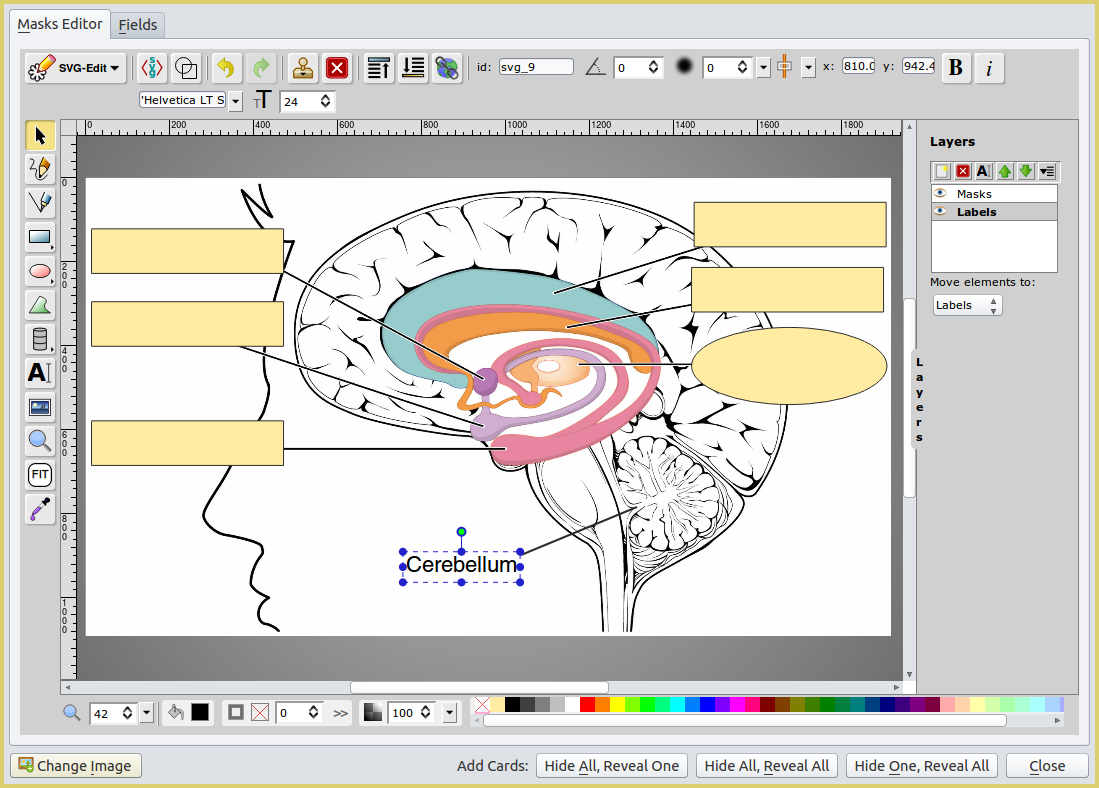 Masks Editor Fields
SVG-Edit id: svg_9 0 0 x: 810.0 y: 942.4 B i
'Helvetica LT S TT 24
0 200 400 600 800 1000 1200 1400 1600 1800
0
200
400
600
800
1000
A
FIT
Cerebellum
Layers
A
Masks
Labels
Move elements to:
Labels
Layers
42 0 >> 100
Change Image Add Cards: Hide All, Reveal One Hide All, Reveal All Hide One, Reveal All Close